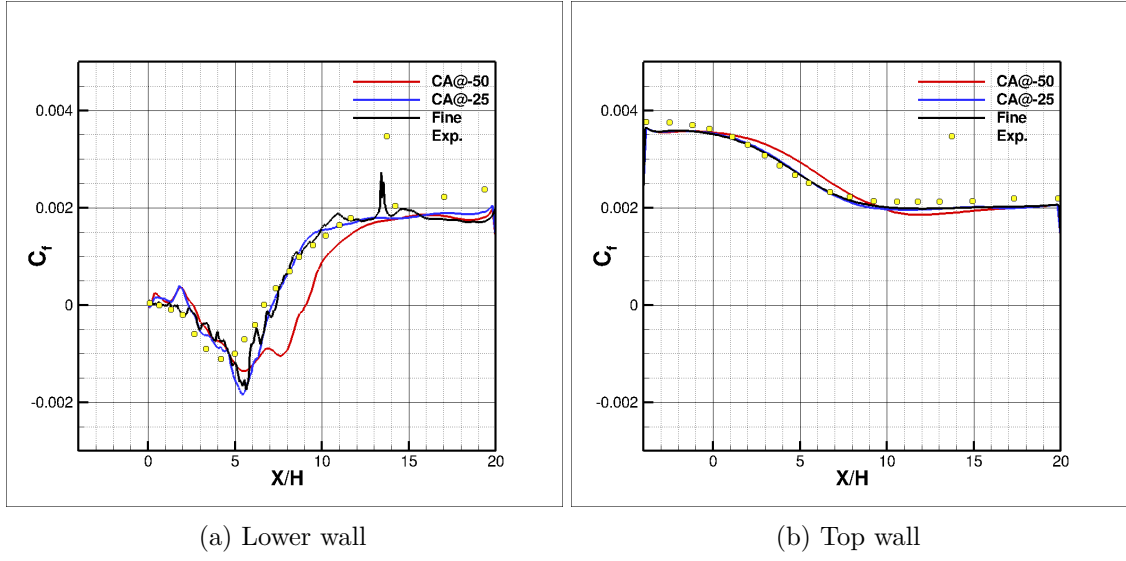 CA@-50
CA@-25
Fine
Exp.
0.004
0.002
0
-0.002
C_f
0 5 10 15 20
X/H
(a) Lower wall
CA@-50
CA@-25
Fine
Exp.
0.004
0.002
0
-0.002
C_f
0 5 10 15 20
X/H
(b) Top wall